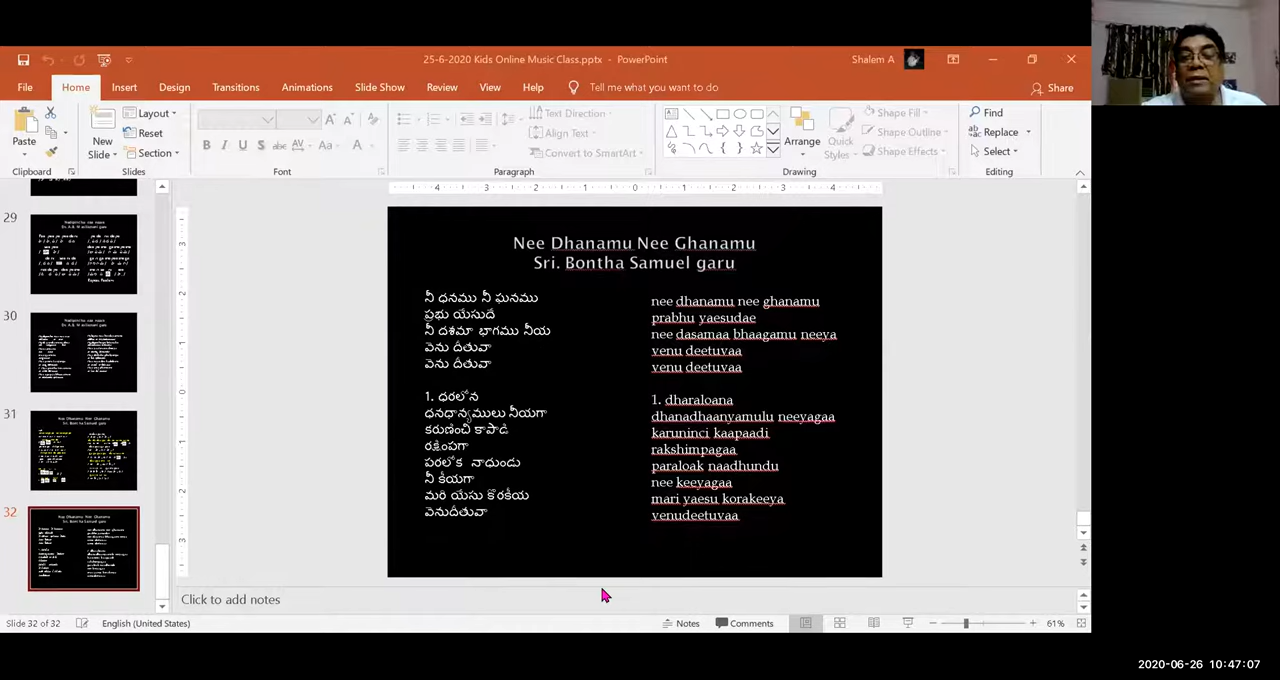 25-6-2020 Kids Online Music Class.pptx - PowerPoint
Shalem A
File Home Insert Design Transitions Animations Slide Show Review View Help Tell me what you want to do Share
Paste
Clipboard
New Slide
Layout
Reset
Section
Slides
B I U S abc AV Aa A
Font
Text Direction
Align Text
Convert to SmartArt
Paragraph
Arrange
Quick Styles
Shape Fill
Shape Outline
Shape Effects
Drawing
Find
Replace
Select
Editing
29
30
31
32
Nee Dhanamu Nee Ghanamu
Sri. Bontha Samuel garu
నీ ధనము నీ ఘనము
ప్రభు యేసుదే
నీ దశమా భాగము నీయ
వెను దీతువా
వెను దీతువా
1. ధరలోన
ధనధాన్యములు నీయగా
కరుణించి కాపాడి
రక్షింపగా
పరలోక నాధుండు
నీ కీయగా
మరి యేసు కొరకీయ
వెనుదీతువా
nee dhanamu nee ghanamu
prabhu yaesudae
nee dasamaa bhaagamu neeya
venu deetuvaa
venu deetuvaa
1. dharaloana
dhanadhaanyamulu neeyagaa
karuninci kaapaadi
rakshimpagaa
paraloak naadhundu
nee keeyagaa
mari yaesu korakeeya
venudeetuvaa
Click to add notes
Slide 32 of 32 English (United States) Notes Comments 61%
2020-06-26 10:47:07